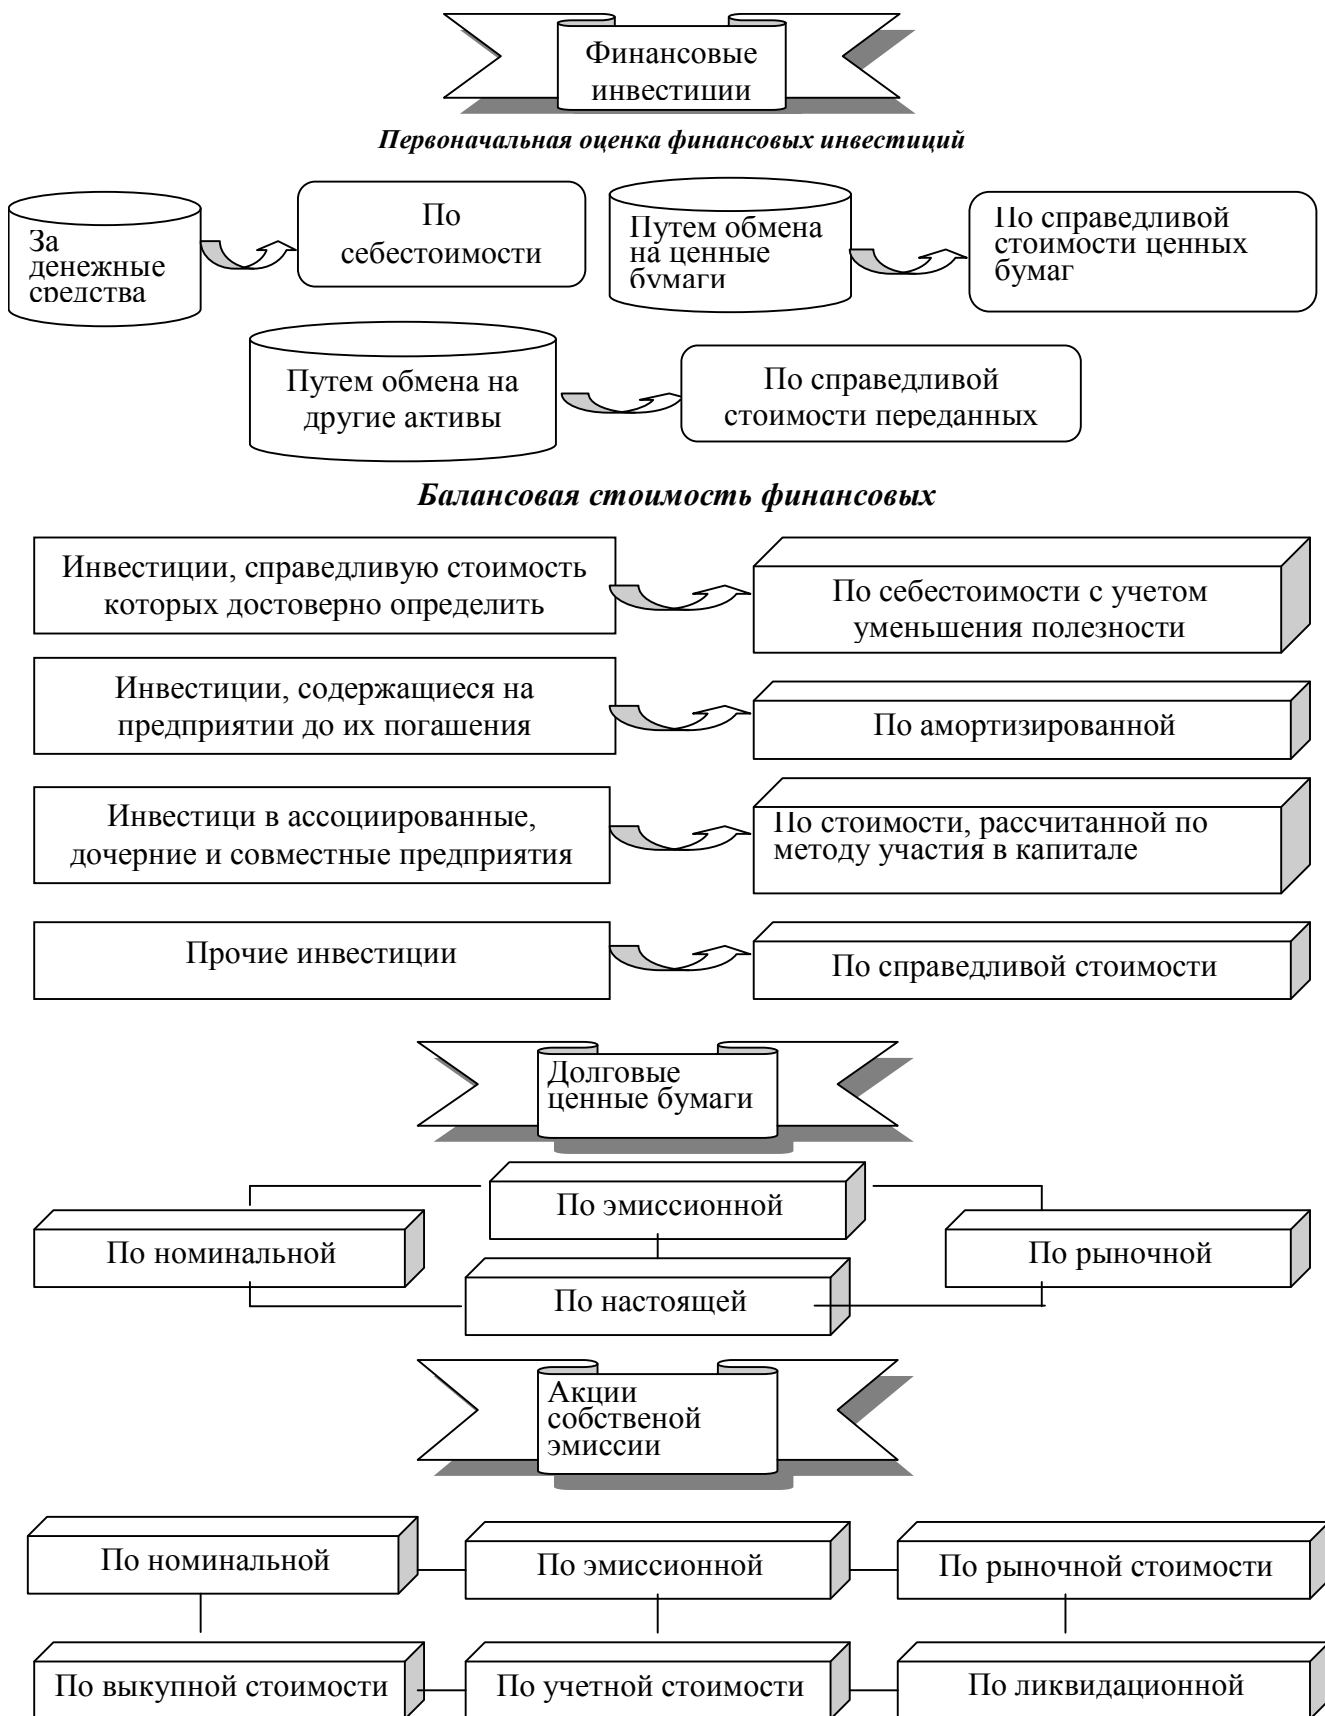 Финансовые
инвестиции
Первоначальная оценка финансовых инвестиций
За
денежные
средства
По
себестоимости
Путем обмена
на ценные
бумаги
По справедливой
стоимости ценных
бумаг
Путем обмена на
другие активы
По справедливой
стоимости переданных
Балансовая стоимость финансовых
Инвестиции, справедливую стоимость
которых достоверно определить
По себестоимости с учетом
уменьшения полезности
Инвестиции, содержащиеся на
предприятии до их погашения
По амортизированной
Инвестици в ассоциированные,
дочерние и совместные предприятия
По стоимости, рассчитанной по
методу участия в капитале
Прочие инвестиции
По справедливой стоимости
Долговые
ценные бумаги
По эмиссионной
По номинальной
По рыночной
По настоящей
Акции
собственой
эмиссии
По номинальной
По эмиссионной
По рыночной стоимости
По выкупной стоимости
По учетной стоимости
По ликвидационной